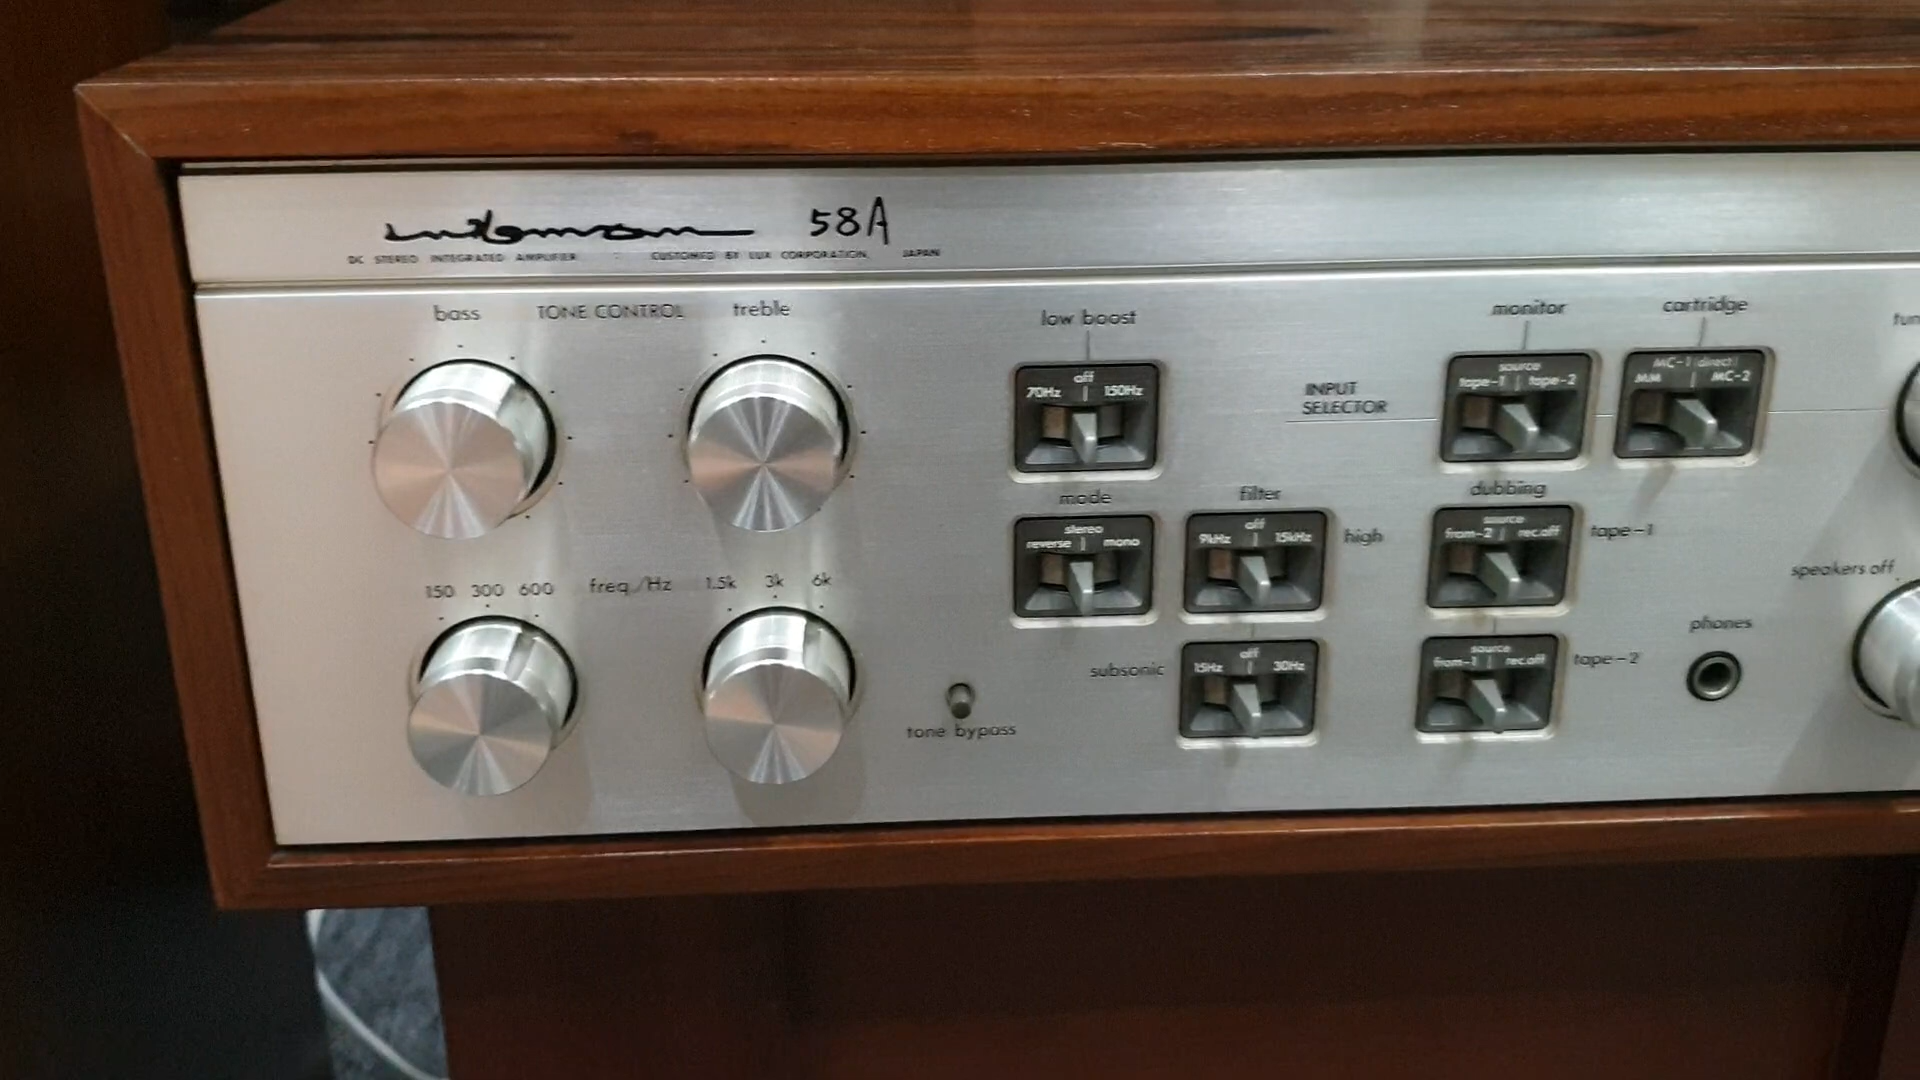 58A
DC STEREO INTEGRATED AMPLIFIER : CUSTOMED BY LUX CORPORATION, JAPAN
bass TONE CONTROL treble
low boost
70Hz off 150Hz
INPUT
SELECTOR
monitor
source
tape-1 tape-2
cartridge
MC-1 (direct)
MM MC-2
mode
stereo
reverse mono
filter
off
9kHz 15kHz
high
dubbing
source
from-2 rec.off
tape-1
150 300 600 freq./Hz 1.5k 3k 6k
tone bypass
subsonic
off
15Hz 30Hz
source
from-1 rec.off
tape-2
phones
speakers off